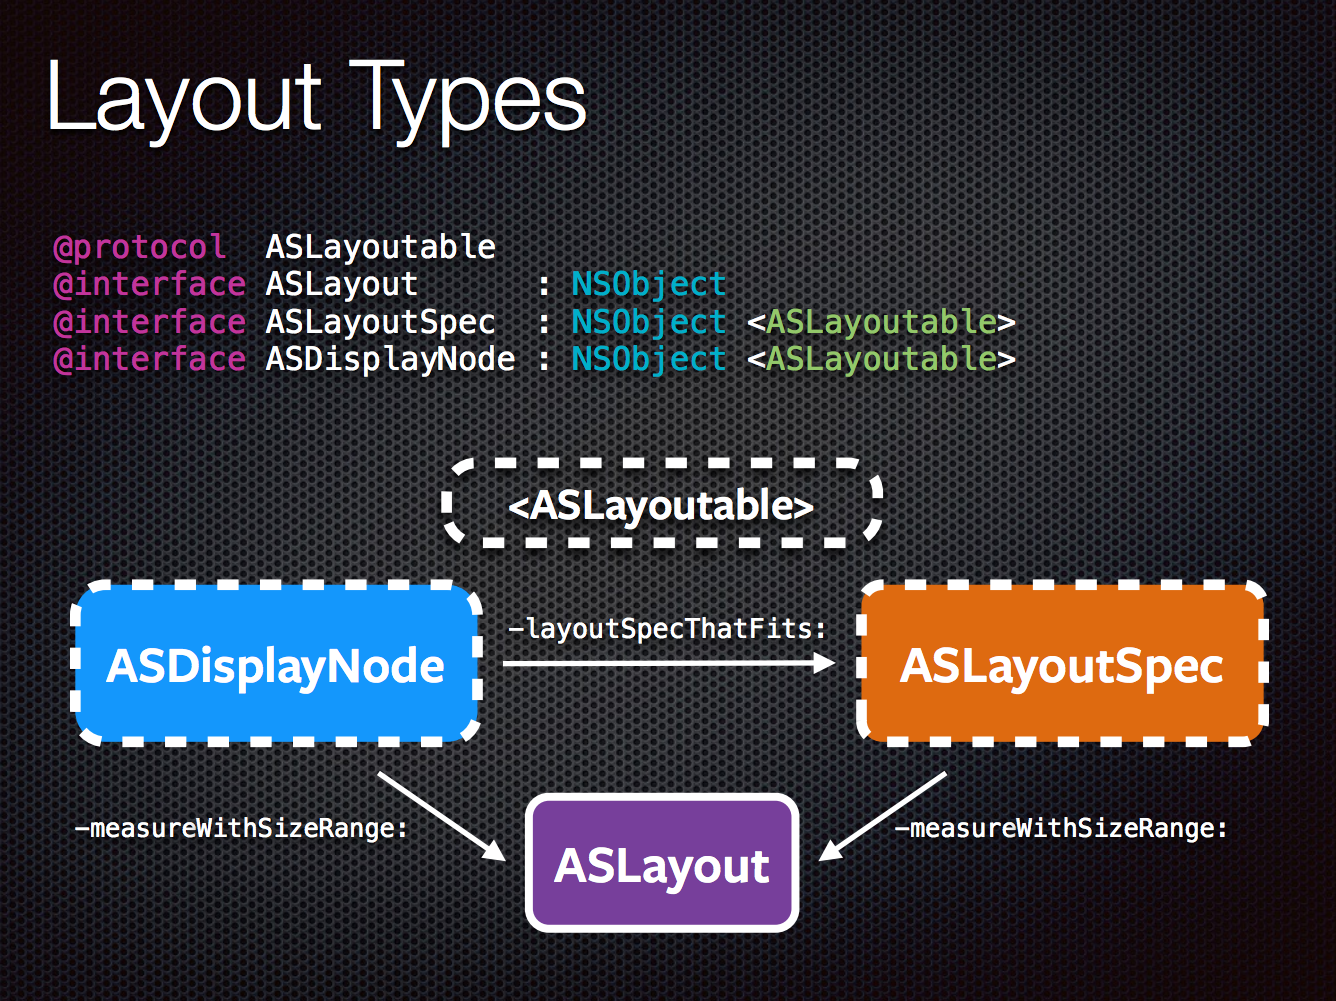 Layout Types
@protocol  ASLayoutable
@interface ASLayout      : NSObject
@interface ASLayoutSpec  : NSObject <ASLayoutable>
@interface ASDisplayNode : NSObject <ASLayoutable>
<ASLayoutable>
-layoutSpecThatFits:
ASDisplayNode
ASLayoutSpec
-measureWithSizeRange:
-measureWithSizeRange:
ASLayout